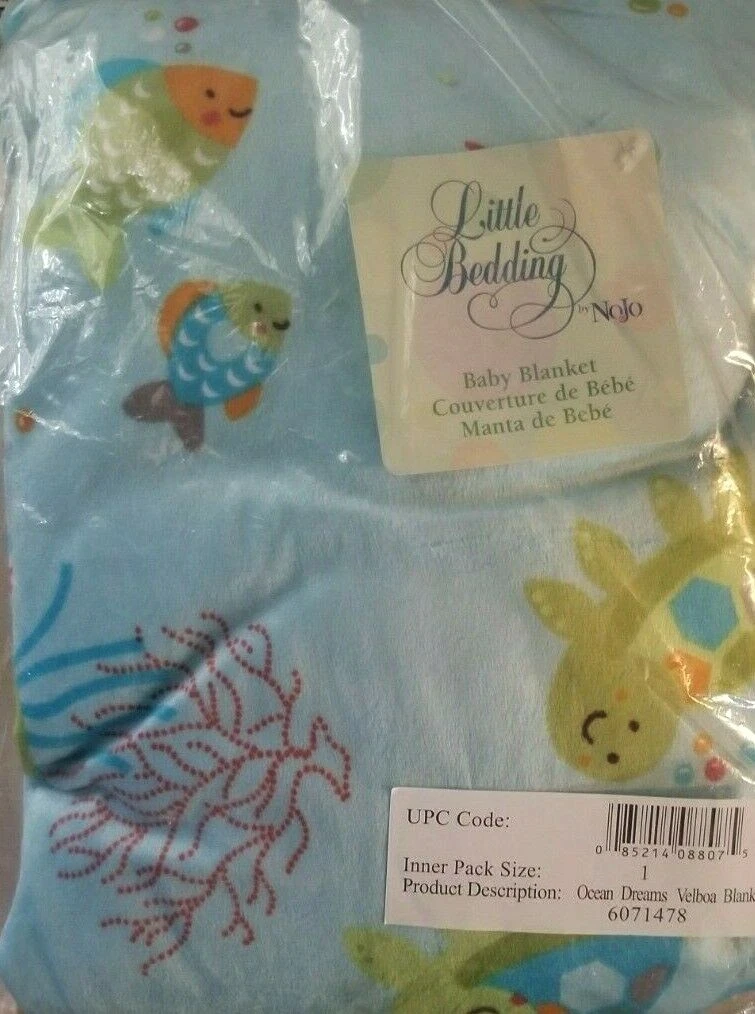 Little
Bedding
by NoJo
Baby Blanket
Couverture de Bébé
Manta de Bebé
UPC Code:
0 85214 08807 5
Inner Pack Size: 1
Product Description: Ocean Dreams Velboa Blank
6071478